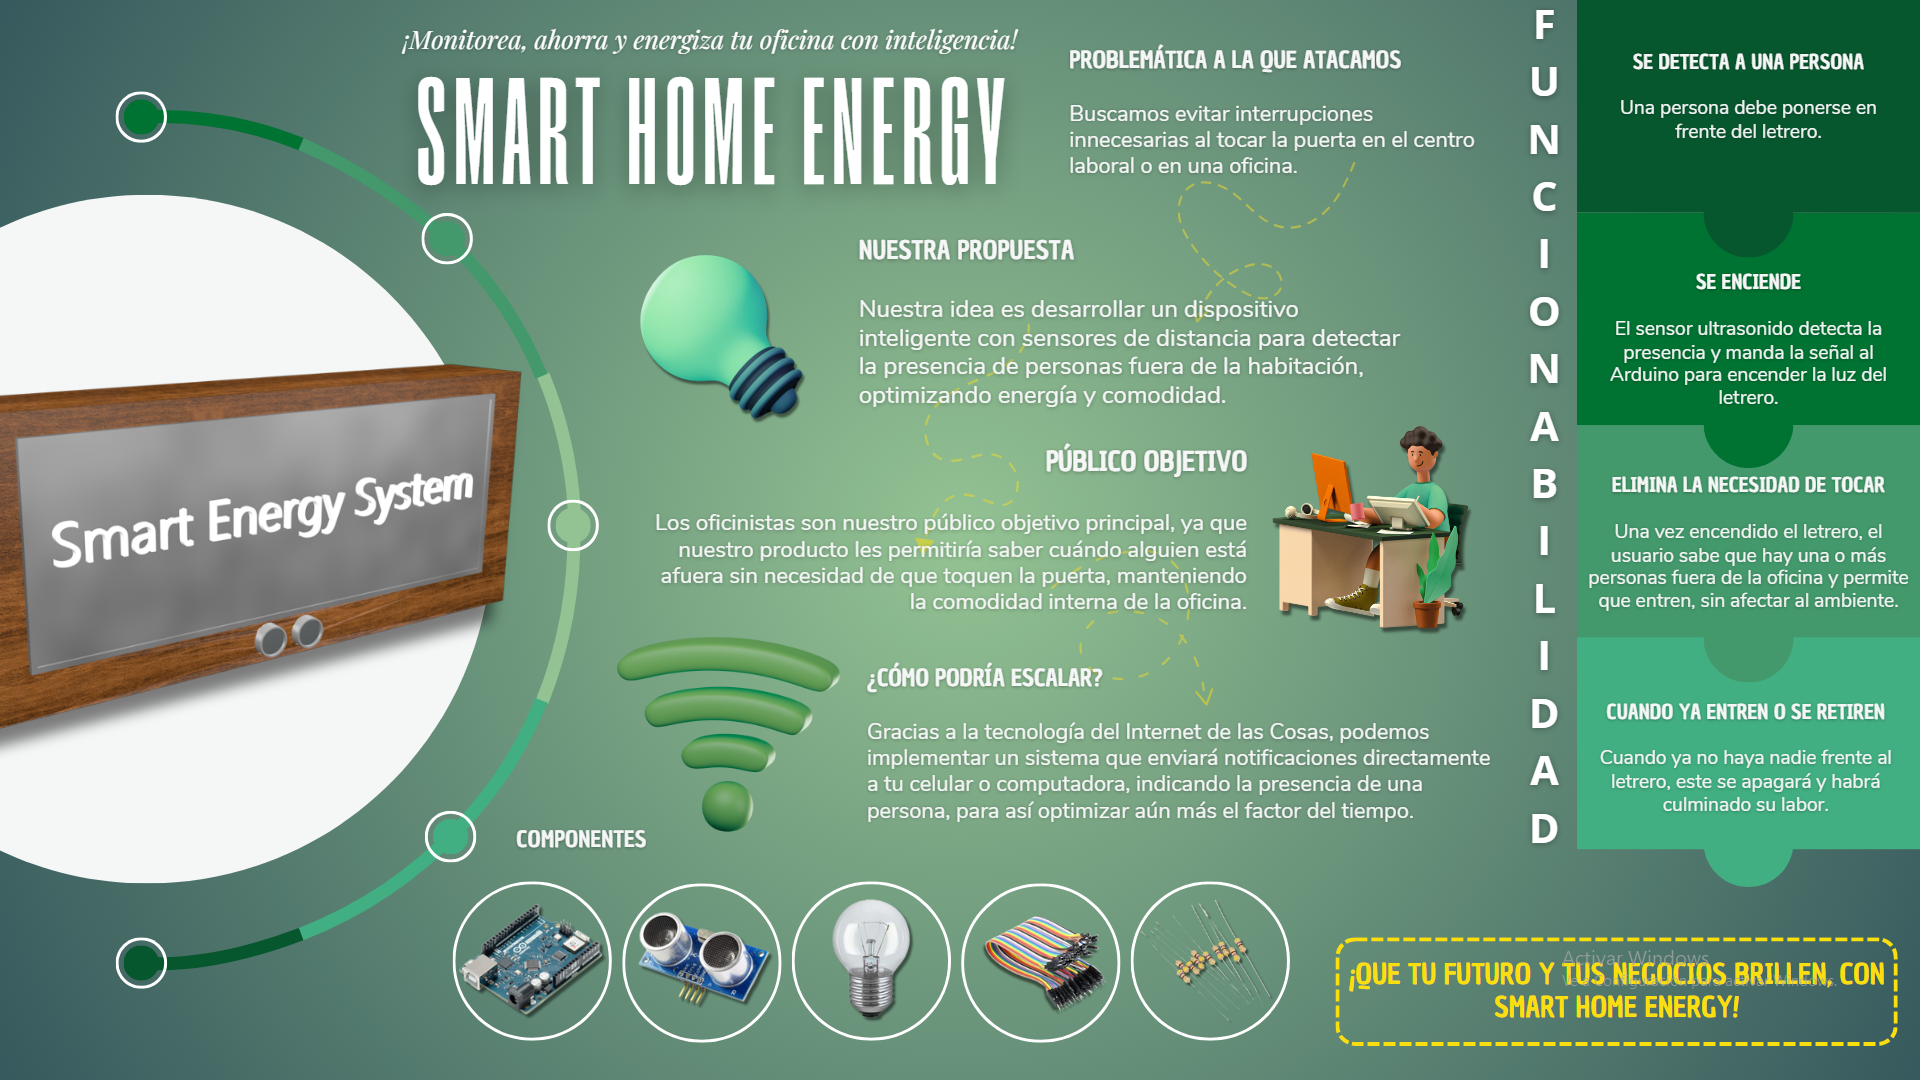 ¡Monitorea, ahorra y energiza tu oficina con inteligencia!
SMART HOME ENERGY
PROBLEMÁTICA A LA QUE ATACAMOS
Buscamos evitar interrupciones
innecesarias al tocar la puerta en el centro
laboral o en una oficina.
NUESTRA PROPUESTA
Nuestra idea es desarrollar un dispositivo
inteligente con sensores de distancia para detectar
la presencia de personas fuera de la habitación,
optimizando energía y comodidad.
Smart Energy System
PÚBLICO OBJETIVO
Los oficinistas son nuestro público objetivo principal, ya que
nuestro producto les permitiría saber cuándo alguien está
afuera sin necesidad de que toquen la puerta, manteniendo
la comodidad interna de la oficina.
¿CÓMO PODRÍA ESCALAR?
Gracias a la tecnología del Internet de las Cosas, podemos
implementar un sistema que enviará notificaciones directamente
a tu celular o computadora, indicando la presencia de una
persona, para así optimizar aún más el factor del tiempo.
COMPONENTES
FUNCIONABILIDAD
SE DETECTA A UNA PERSONA
Una persona debe ponerse en
frente del letrero.
SE ENCIENDE
El sensor ultrasonido detecta la
presencia y manda la señal al
Arduino para encender la luz del
letrero.
ELIMINA LA NECESIDAD DE TOCAR
Una vez encendido el letrero, el
usuario sabe que hay una o más
personas fuera de la oficina y permite
que entren, sin afectar al ambiente.
CUANDO YA ENTREN O SE RETIREN
Cuando ya no haya nadie frente al
letrero, este se apagará y habrá
culminado su labor.
Activar Windows
¡QUE TU FUTURO Y TUS NEGOCIOS BRILLEN, CON
SMART HOME ENERGY!